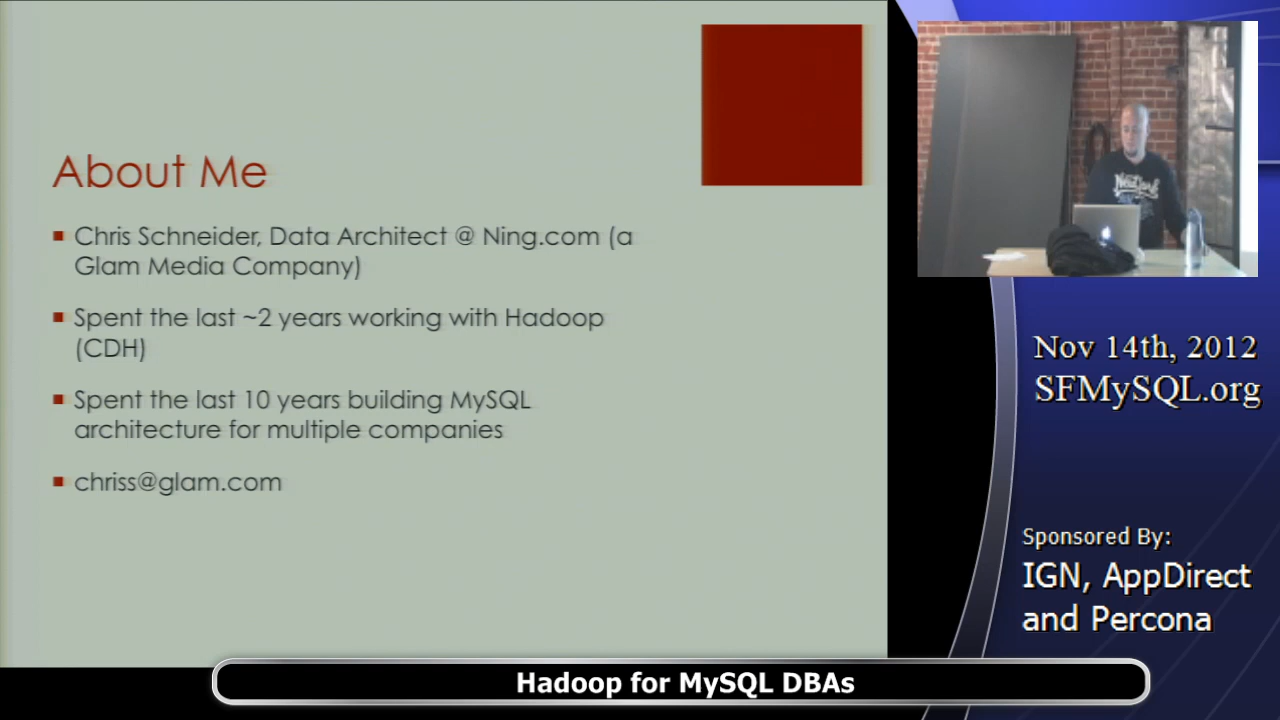 About Me
Chris Schneider, Data Architect @ Ning.com (a
Glam Media Company)
Spent the last ~2 years working with Hadoop
(CDH)
Spent the last 10 years building MySQL
architecture for multiple companies
chriss@glam.com
New York
Nov 14th, 2012
SFMySQL.org
Sponsored By:
IGN, AppDirect
and Percona
Hadoop for MySQL DBAs